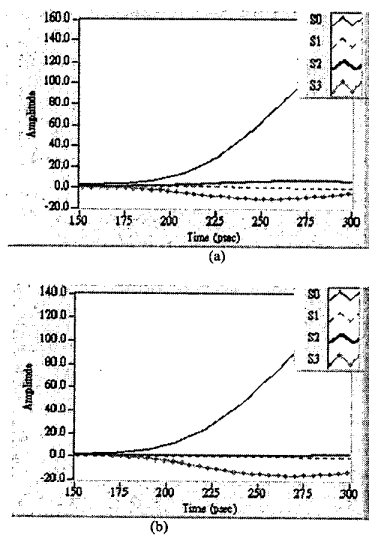 160.0
140.0
120.0
100.0
80.0
60.0
40.0
20.0
0.0
-20.0
Amplitude
150 175 200 225 250 275 300
Time (psec)
S0
S1
S2
S3
(a)
140.0
120.0
100.0
80.0
60.0
40.0
20.0
0.0
-20.0
Amplitude
150 175 200 225 250 275 300
Time (psec)
S0
S1
S2
S3
(b)